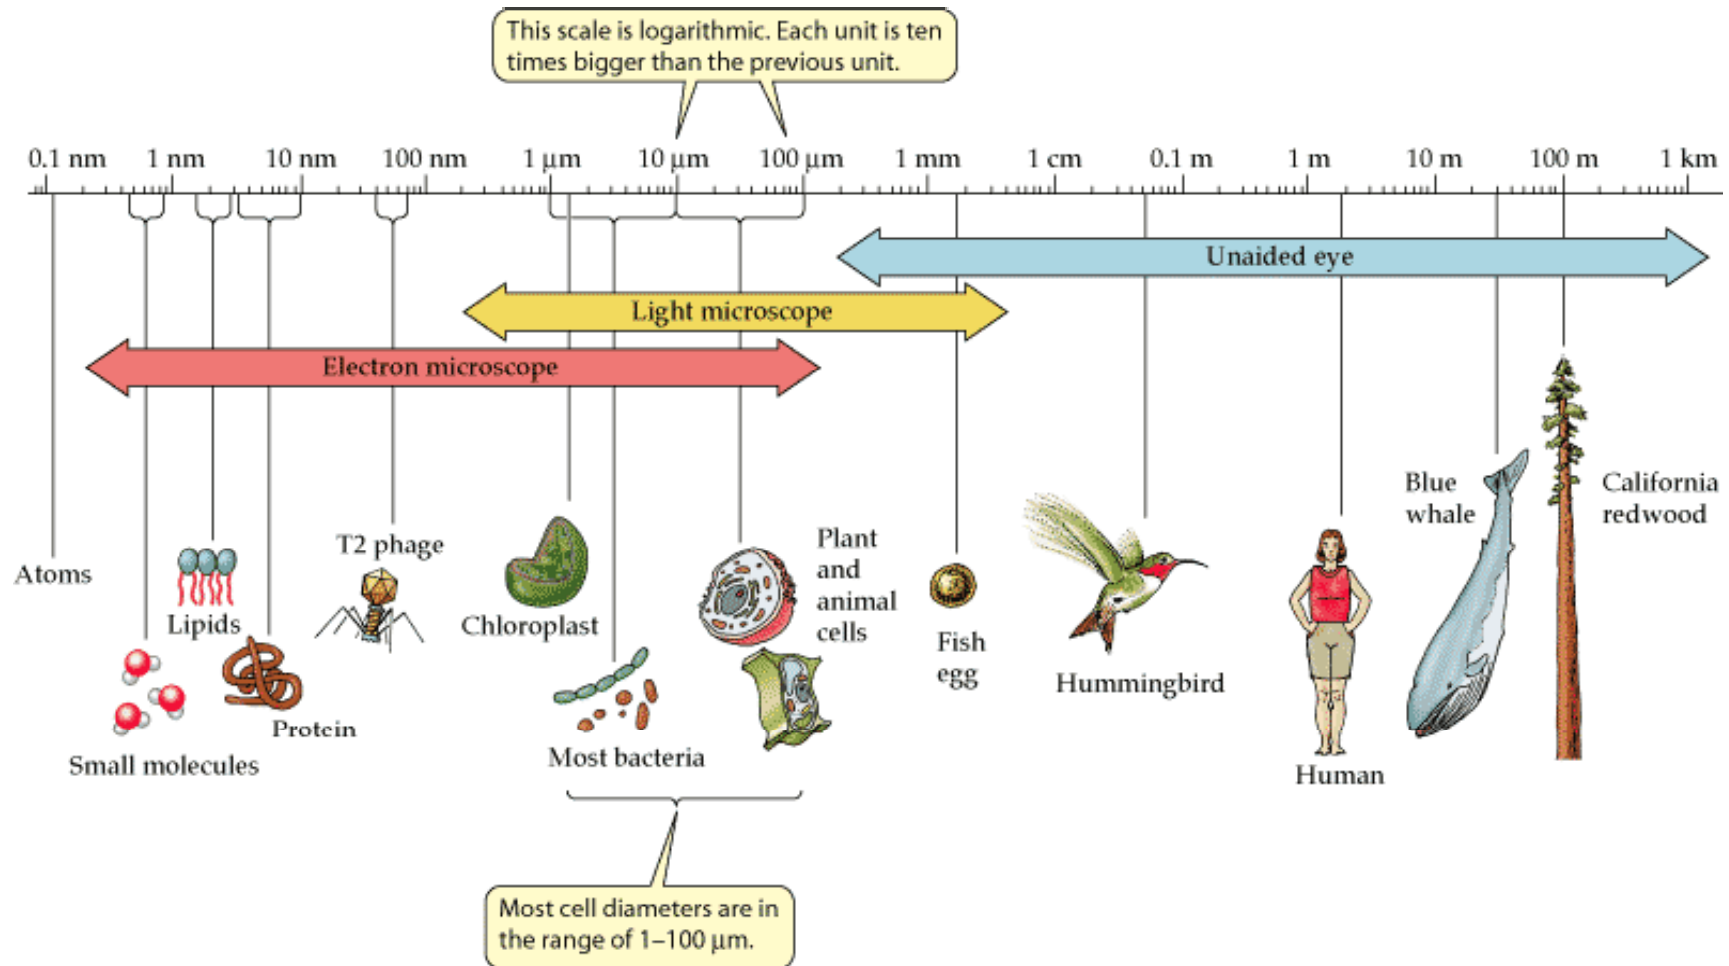 This scale is logarithmic. Each unit is ten
times bigger than the previous unit.
0.1 nm 1 nm 10 nm 100 nm 1 μm 10 μm 100 μm 1 mm 1 cm 0.1 m 1 m 10 m 100 m 1 km
Unaided eye
Light microscope
Electron microscope
Atoms
Small molecules
Lipids
Protein
T2 phage
Chloroplast
Most bacteria
Plant
and
animal
cells
Fish
egg
Hummingbird
Human
Blue
whale
California
redwood
Most cell diameters are in
the range of 1–100 μm.